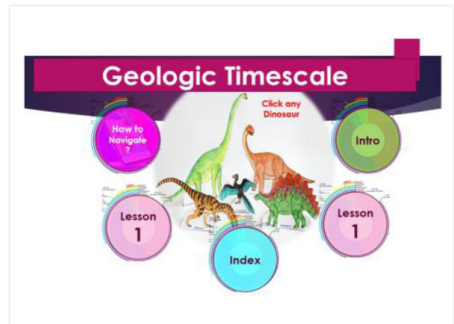 Geologic Timescale
Click any
Dinosaur
How to
Navigate
?
Intro
Lesson
1
Lesson
1
Index